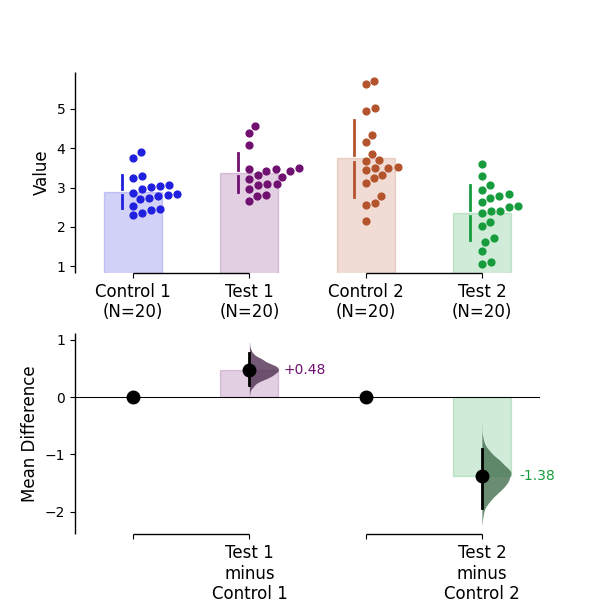 Value
5
4
3
2
1
Control 1
(N=20)
Test 1
(N=20)
Control 2
(N=20)
Test 2
(N=20)
Mean Difference
1
0
−1
−2
+0.48
-1.38
Test 1
minus
Control 1
Test 2
minus
Control 2